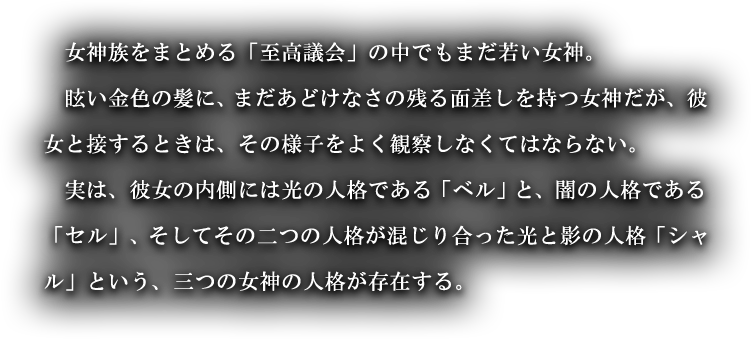 女神族をまとめる「至高議会」の中でもまだ若い女神。
　眩い金色の髪に、まだあどけなさの残る面差しを持つ女神だが、彼
女と接するときは、その様子をよく観察しなくてはならない。
　実は、彼女の内側には光の人格である「ベル」と、闇の人格である
「セル」、そしてその二つの人格が混じり合った光と影の人格「シャ
ル」という、三つの女神の人格が存在する。